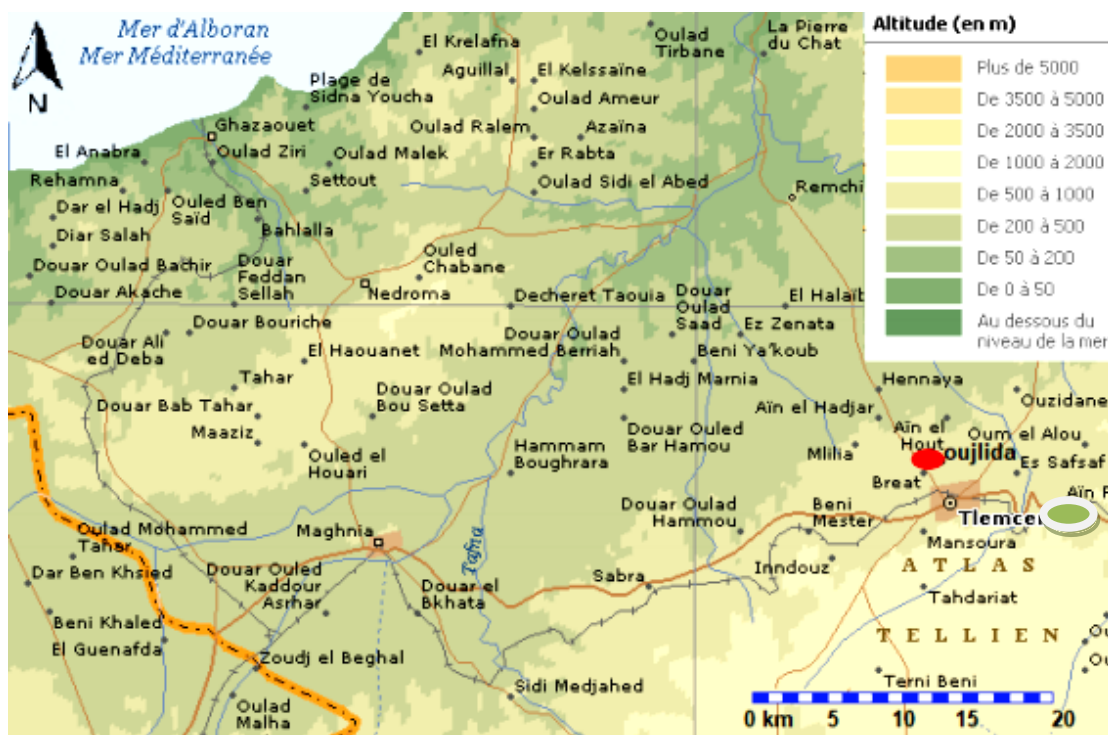 Mer d'Alboran
Mer Méditerranée
N
Altitude (en m)
Plus de 5000
De 3500 à 5000
De 2000 à 3500
De 1000 à 2000
De 500 à 1000
De 200 à 500
De 50 à 200
De 0 à 50
Au dessous du
niveau de la mer
El Krelafna
Oulad
Tirbane
La Pierre
du Chat
Aguillal
El Kelssaïne
Plage de
Sidna Youcha
Oulad Ameur
Ghazaouet
Oulad Ralem
Azaïna
El Anabra
Oulad Ziri
Oulad Malek
Er Rabta
Rehamna
Settout
Oulad Sidi el Abed
Remchi
Dar el Hadj
Ouled Ben
Saïd
Diar Salah
Bahlalla
Ouled
Chabane
Douar Oulad Bachir
Douar
Feddan
Sellah
Nedroma
Douar Akache
Decheret Taouia
Douar
Oulad
Saad
El Halaïb
Douar Bouriche
Douar Ali
ed Deba
Douar Oulad
Mohammed Berriah
Ez Zenata
El Haouanet
Beni Ya'koub
Tahar
Douar Oulad
Bou Setta
El Hadj Marnia
Hennaya
Ouzidane
Douar Bab Tahar
Aïn el Hadjar
Maaziz
Douar Ouled
Bar Hamou
Aïn el
Hout
Oum el Alou
Ouled el
Houari
Hammam
Boughrara
Mlilia
oujlida
Es Safsaf
Breat
Aïn
Douar Oulad
Hammou
Beni
Mester
Tlemcen
Oulad Mohammed
Tahar
Maghnia
Tafna
Mansoura
Dar Ben Khsied
Douar Ouled
Kaddour
Asrhar
Douar el
Bkhata
Sabra
Inndouz
ATLAS
Tahdariat
Beni Khaled
El Guenafda
TELLIEN
Zoudj el Beghal
Oulad
Malha
Sidi Medjahed
Terni Beni
0 km 5 10 15 20